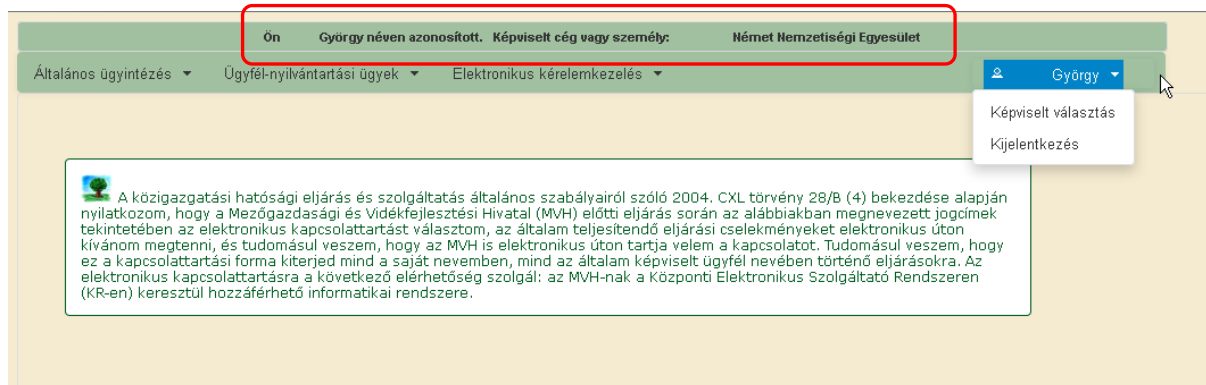 Ön György néven azonosított. Képviselt cég vagy személy: Német Nemzetiségi Egyesület
Általános ügyintézés Ügyfél-nyilvántartási ügyek Elektronikus kérelemkezelés György
Képviselt választás
Kijelentkezés
A közigazgatási hatósági eljárás és szolgáltatás általános szabályairól szóló 2004. CXL törvény 28/B (4) bekezdése alapján
nyilatkozom, hogy a Mezőgazdasági és Vidékfejlesztési Hivatal (MVH) előtti eljárás során az alábbiakban megnevezett jogcímek
tekintetében az elektronikus kapcsolattartást választom, az általam teljesítendő eljárási cselekményeket elektronikus úton
kívánom megtenni, és tudomásul veszem, hogy az MVH is elektronikus úton tartja velem a kapcsolatot. Tudomásul veszem, hogy
ez a kapcsolattartási forma kiterjed mind a saját nevemben, mind az általam képviselt ügyfél nevében történő eljárásokra. Az
elektronikus kapcsolattartásra a következő elérhetőség szolgál: az MVH-nak a Központi Elektronikus Szolgáltató Rendszeren
(KR-en) keresztül hozzáférhető informatikai rendszere.